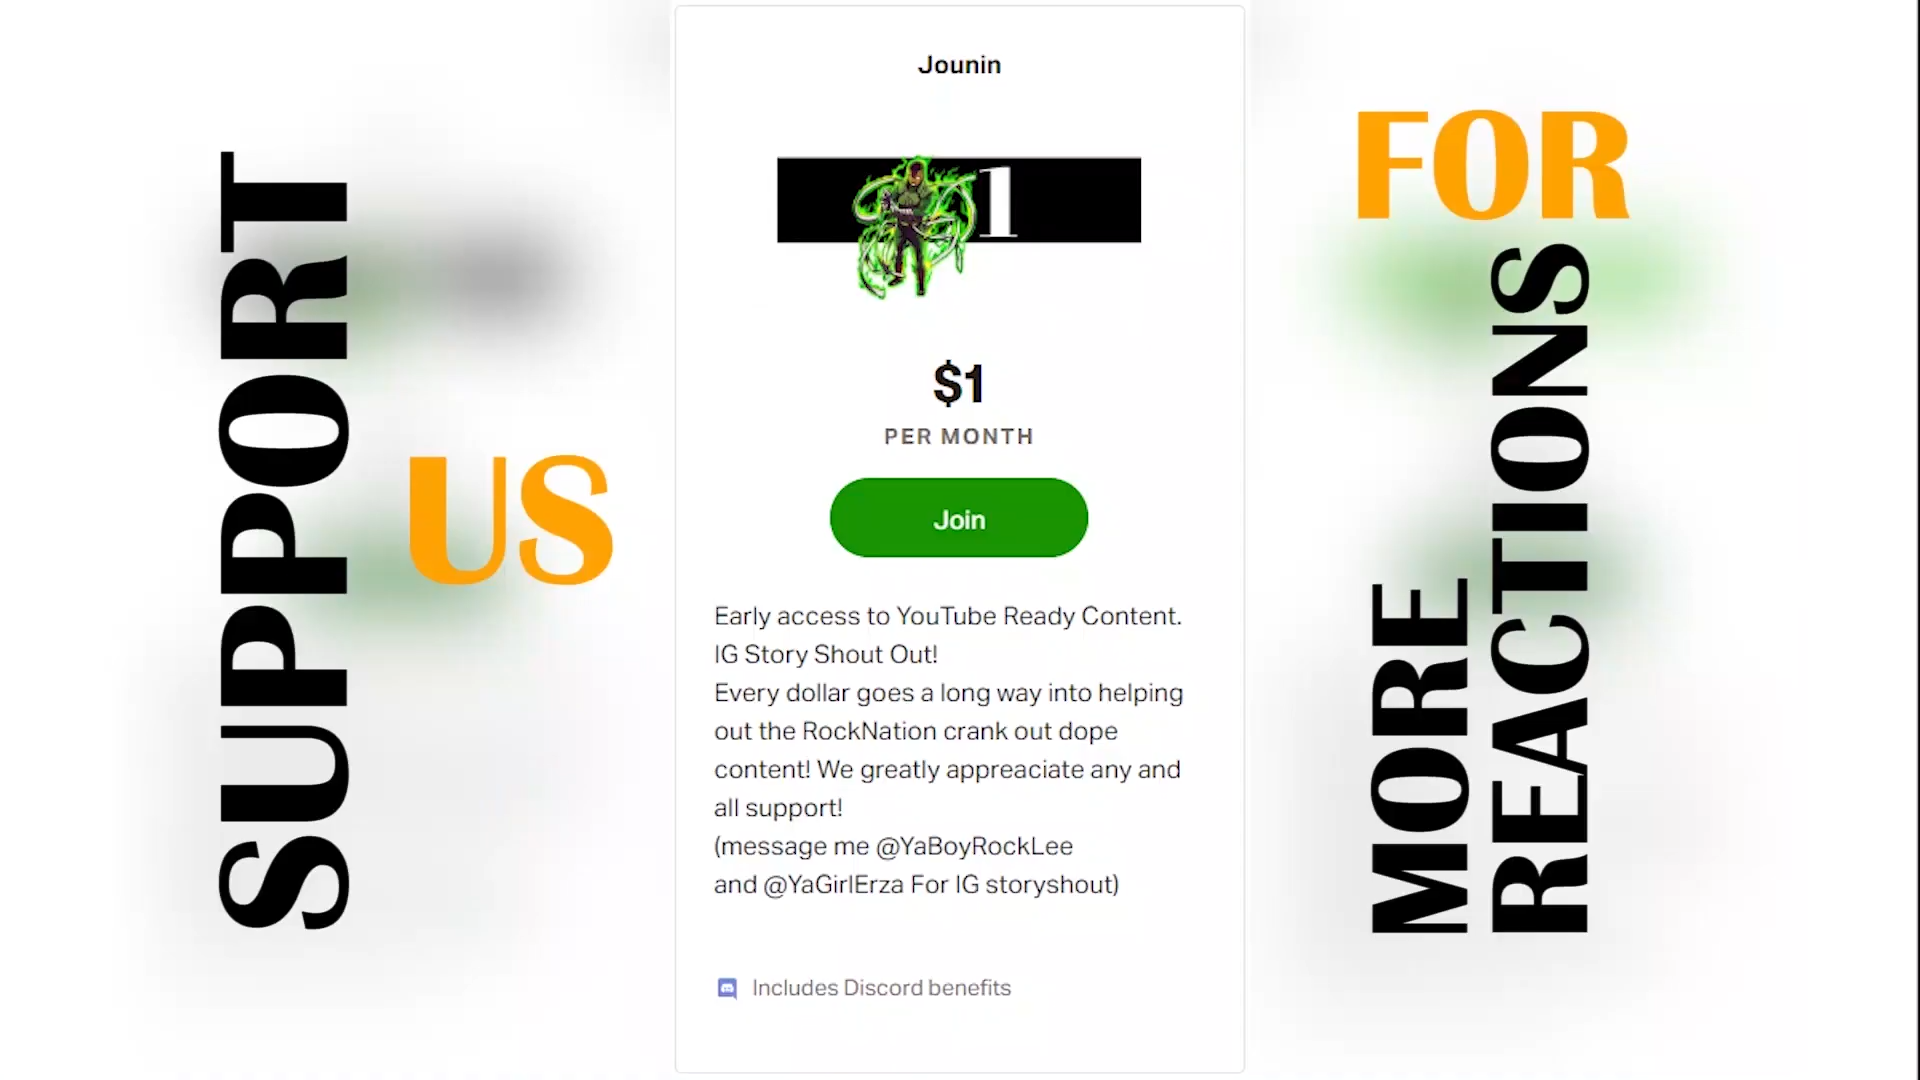 SUPPORT
US
Jounin
1
$1
PER MONTH
Join
Early access to YouTube Ready Content.
IG Story Shout Out!
Every dollar goes a long way into helping
out the RockNation crank out dope
content! We greatly appreaciate any and
all support!
(message me @YaBoyRockLee
and @YaGirlErza For IG storyshout)
Includes Discord benefits
FOR
MORE
REACTIONS